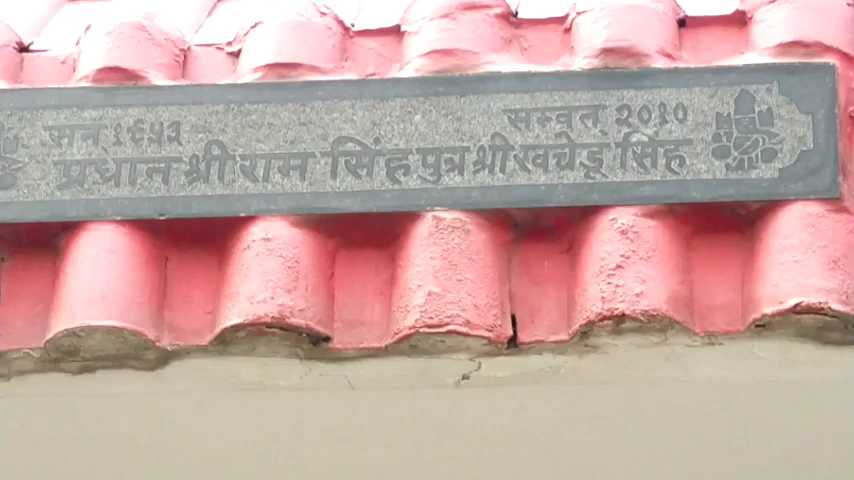 सन् १९५३ सम्वत् २०१०
प्रधान श्री राम सिंह पुत्र श्री खचेडू सिंह